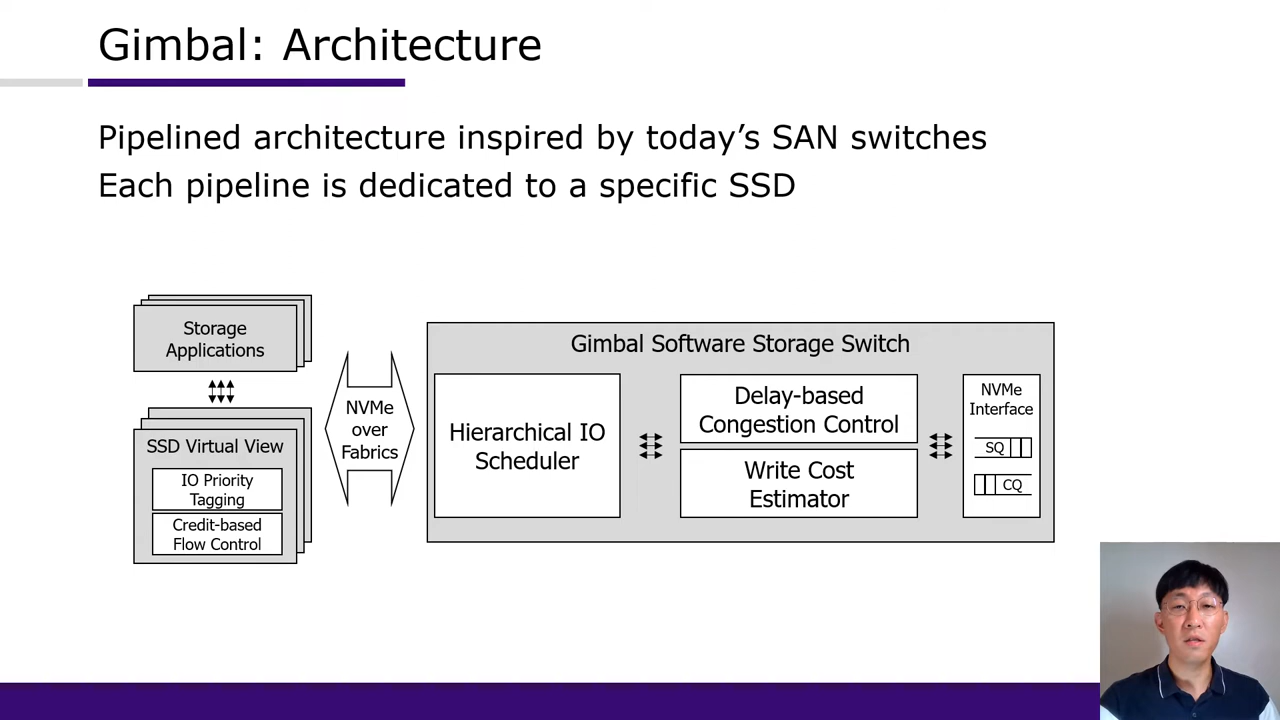 Gimbal: Architecture
Pipelined architecture inspired by today’s SAN switches
Each pipeline is dedicated to a specific SSD
Storage
Applications
SSD Virtual View
IO Priority
Tagging
Credit-based
Flow Control
NVMe
over
Fabrics
Gimbal Software Storage Switch
Hierarchical IO
Scheduler
Delay-based
Congestion Control
Write Cost
Estimator
NVMe
Interface
SQ
CQ